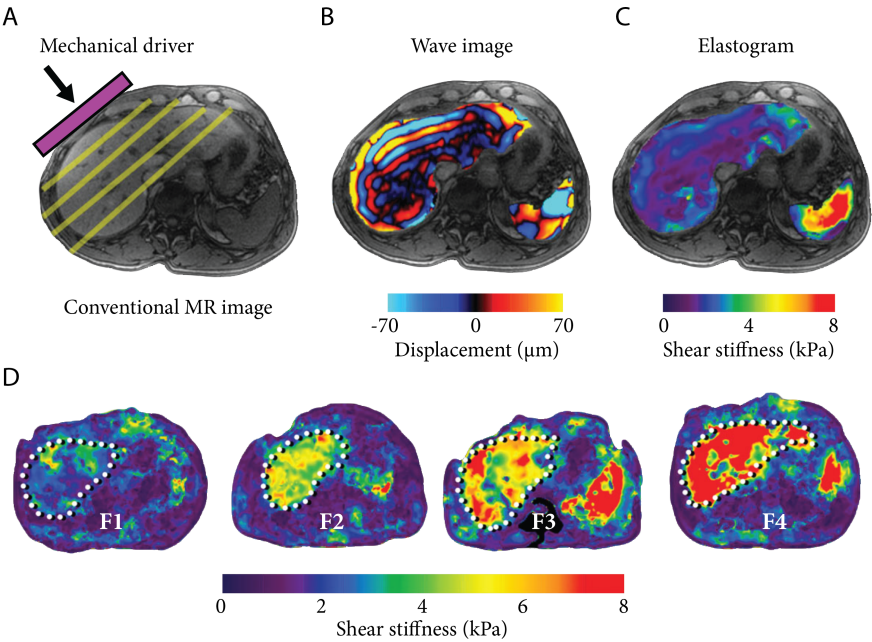 A
B
C
Mechanical driver
Wave image
Elastogram
Conventional MR image
-70
0
70
Displacement (µm)
0
4
8
Shear stiffness (kPa)
D
F1
F2
F3
F4
0
2
4
6
8
Shear stiffness (kPa)